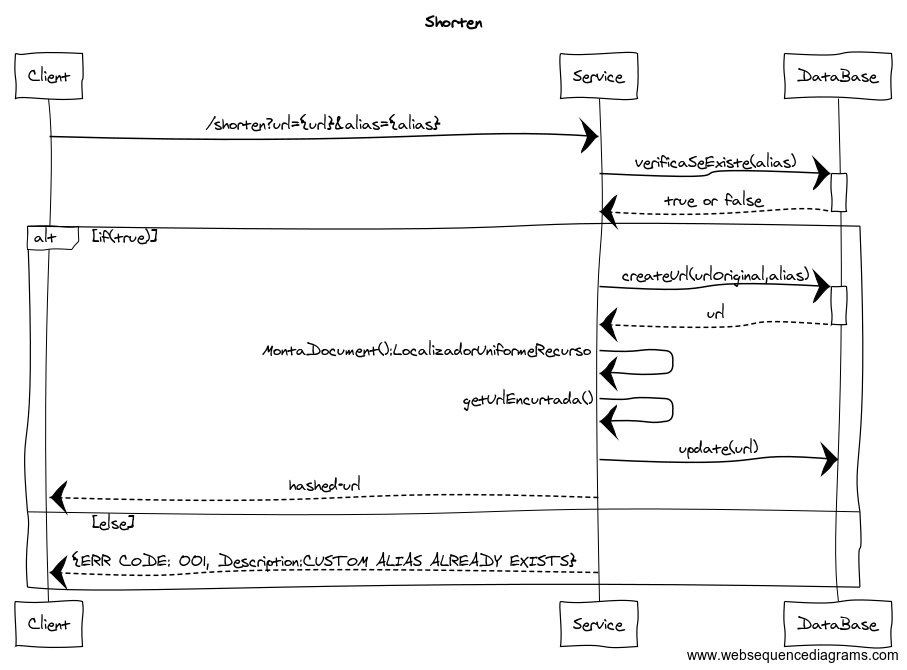 Shorten
Client
Service
DataBase
/shorten?url={url}&alias={alias}
verificaSeExiste(alias)
true or false
alt
[if(true)]
createUrl(urlOriginal,alias)
url
MontaDocument():LocalizadorUniformeRecurso
getUrlEncurtada()
update(url)
hashed-url
[else]
{ERR CODE: 001, Description:CUSTOM ALIAS ALREADY EXISTS}
Client
Service
DataBase
www.websequencediagrams.com